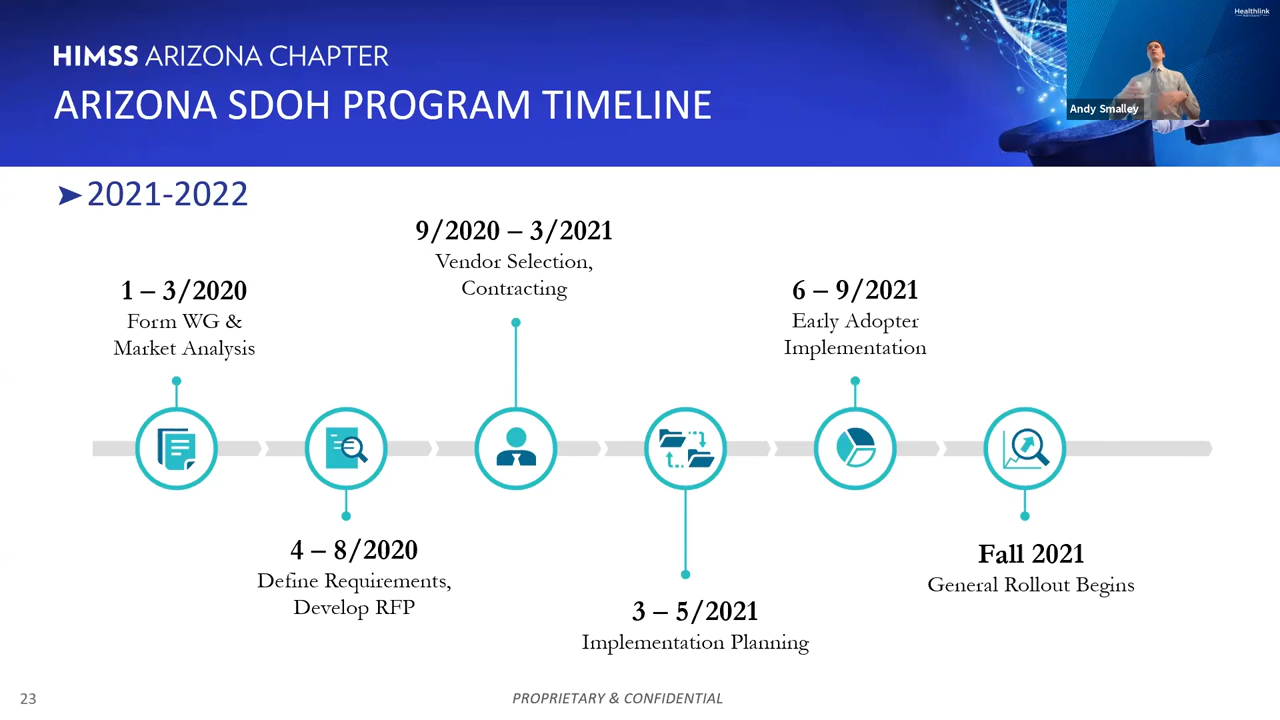 HIMSS ARIZONA CHAPTER
ARIZONA SDOH PROGRAM TIMELINE
Healthlink
Andy Smalley
➤2021-2022
1 – 3/2020
Form WG &
Market Analysis
4 – 8/2020
Define Requirements,
Develop RFP
9/2020 – 3/2021
Vendor Selection,
Contracting
3 – 5/2021
Implementation Planning
6 – 9/2021
Early Adopter
Implementation
Fall 2021
General Rollout Begins
23
PROPRIETARY & CONFIDENTIAL